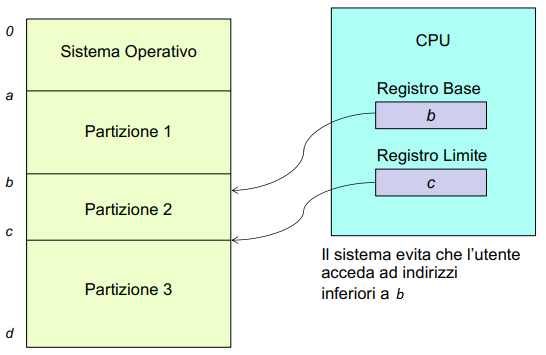 0
Sistema Operativo
a
Partizione 1
b
Partizione 2
c
Partizione 3
d
CPU
Registro Base
b
Registro Limite
c
Il sistema evita che l'utente
acceda ad indirizzi
inferiori a b